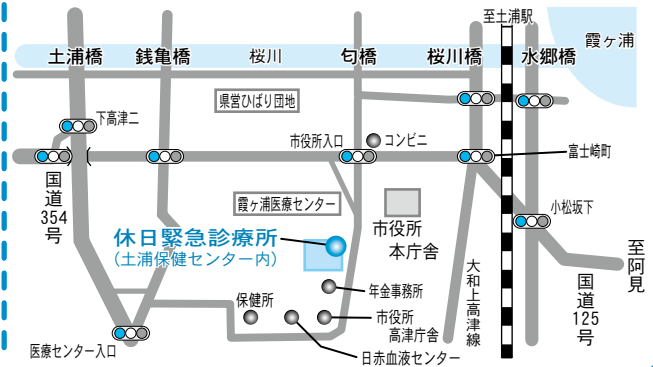 至土浦駅
霞ヶ浦
土浦橋
銭亀橋
桜川
匂橋
桜川橋
水郷橋
県営ひばり団地
下高津二
市役所入口
コンビニ
富士崎町
国道354号
霞ヶ浦医療センター
市役所
本庁舎
小松坂下
休日緊急診療所
(土浦保健センター内)
至阿見
大和上高津線
国道125号
年金事務所
保健所
市役所
高津庁舎
医療センター入口
日赤血液センター